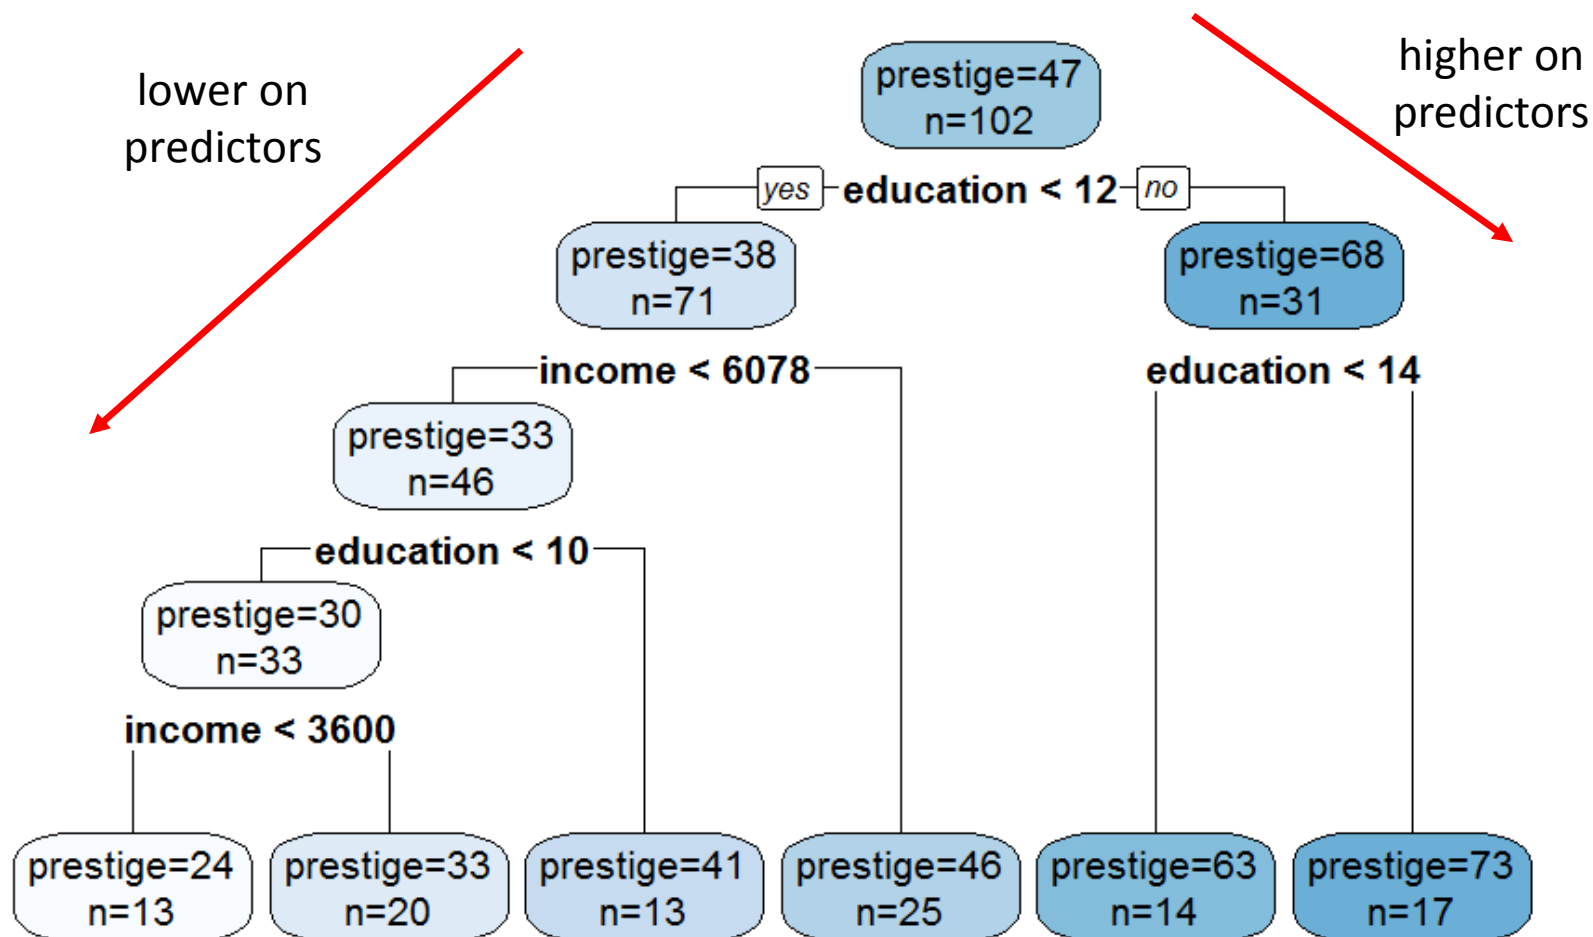 lower on
predictors
higher on
predictors
prestige=47
n=102
yes
education < 12
no
prestige=38
n=71
prestige=68
n=31
income < 6078
education < 14
prestige=33
n=46
education < 10
prestige=30
n=33
income < 3600
prestige=24
n=13
prestige=33
n=20
prestige=41
n=13
prestige=46
n=25
prestige=63
n=14
prestige=73
n=17